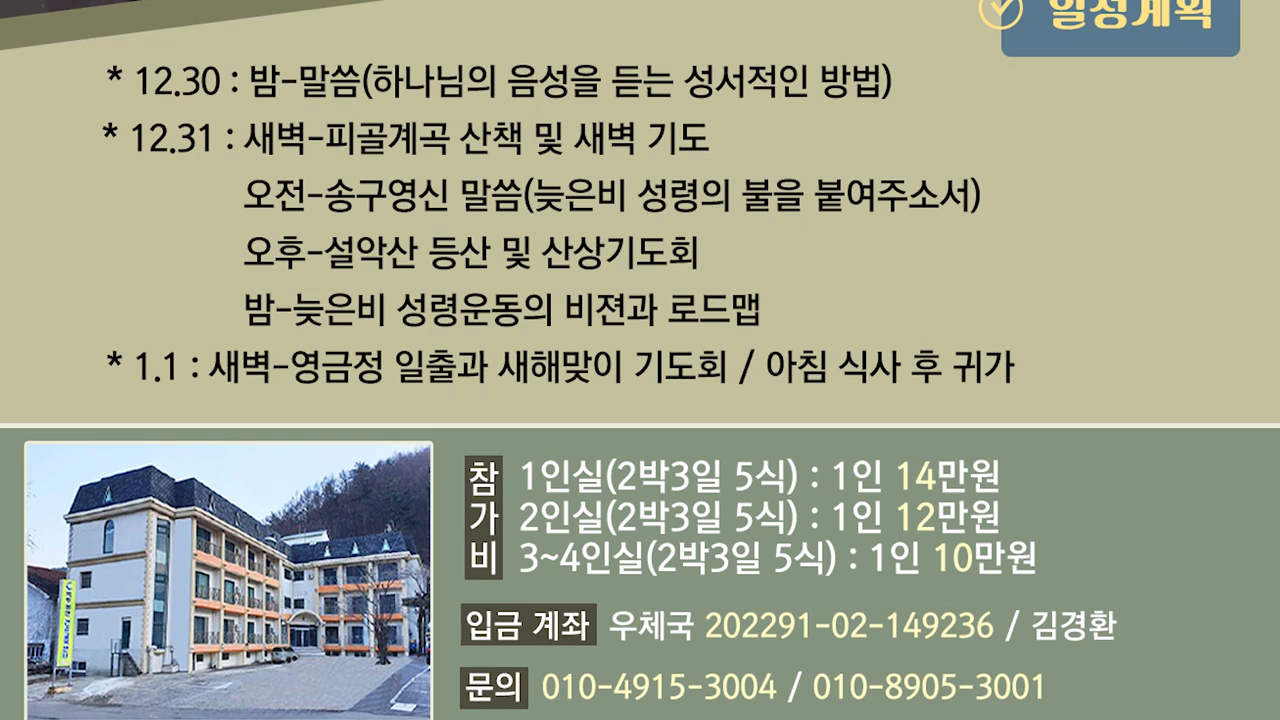 일정계획
* 12.30 : 밤-말씀(하나님의 음성을 듣는 성서적인 방법)
* 12.31 : 새벽-피골계곡 산책 및 새벽 기도
오전-송구영신 말씀(늦은비 성령의 불을 붙여주소서)
오후-설악산 등산 및 산상기도회
밤-늦은비 성령운동의 비젼과 로드맵
* 1.1 : 새벽-영금정 일출과 새해맞이 기도회 / 아침 식사 후 귀가
참가비
1인실(2박3일 5식) : 1인 14만원
2인실(2박3일 5식) : 1인 12만원
3~4인실(2박3일 5식) : 1인 10만원
입금 계좌 우체국 202291-02-149236 / 김경환
문의 010-4915-3004 / 010-8905-3001